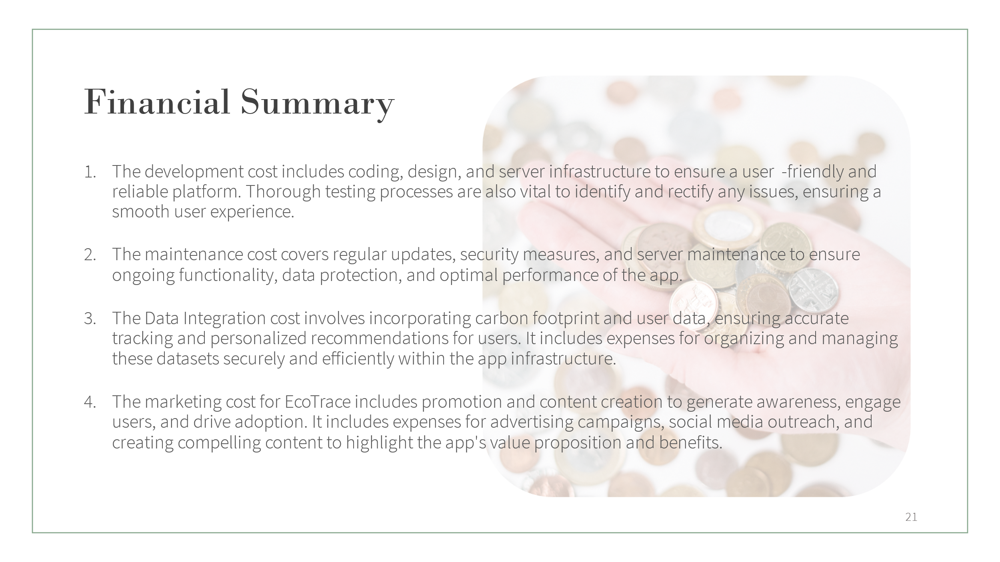 Financial Summary
1. The development cost includes coding, design, and server infrastructure to ensure a user -friendly and
reliable platform. Thorough testing processes are also vital to identify and rectify any issues, ensuring a
smooth user experience.
2. The maintenance cost covers regular updates, security measures, and server maintenance to ensure
ongoing functionality, data protection, and optimal performance of the app.
3. The Data Integration cost involves incorporating carbon footprint and user data, ensuring accurate
tracking and personalized recommendations for users. It includes expenses for organizing and managing
these datasets securely and efficiently within the app infrastructure.
4. The marketing cost for EcoTrace includes promotion and content creation to generate awareness, engage
users, and drive adoption. It includes expenses for advertising campaigns, social media outreach, and
creating compelling content to highlight the app's value proposition and benefits.
21